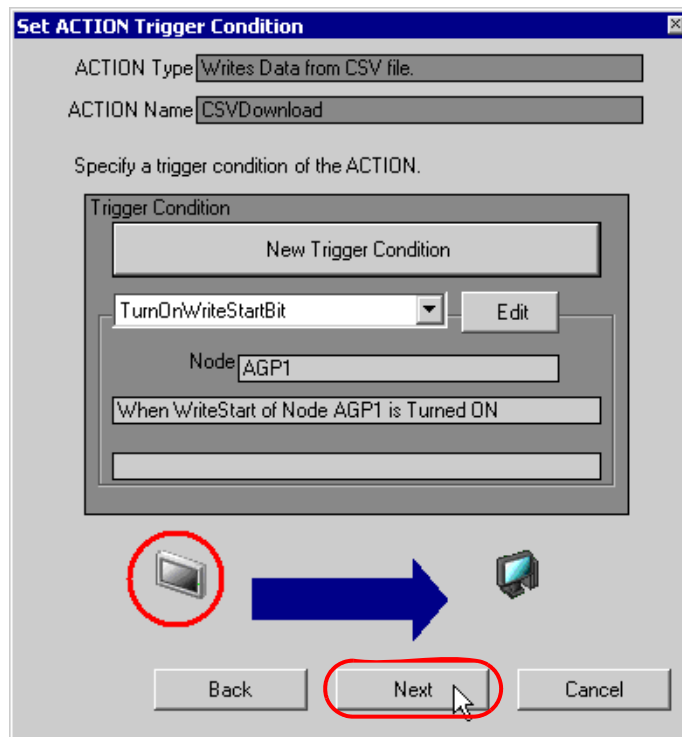 Set ACTION Trigger Condition
ACTION Type Writes Data from CSV file.
ACTION Name CSVDownload
Specify a trigger condition of the ACTION.
Trigger Condition
New Trigger Condition
TurnOnWriteStartBit Edit
Node AGP1
When WriteStart of Node AGP1 is Turned ON
Back Next Cancel